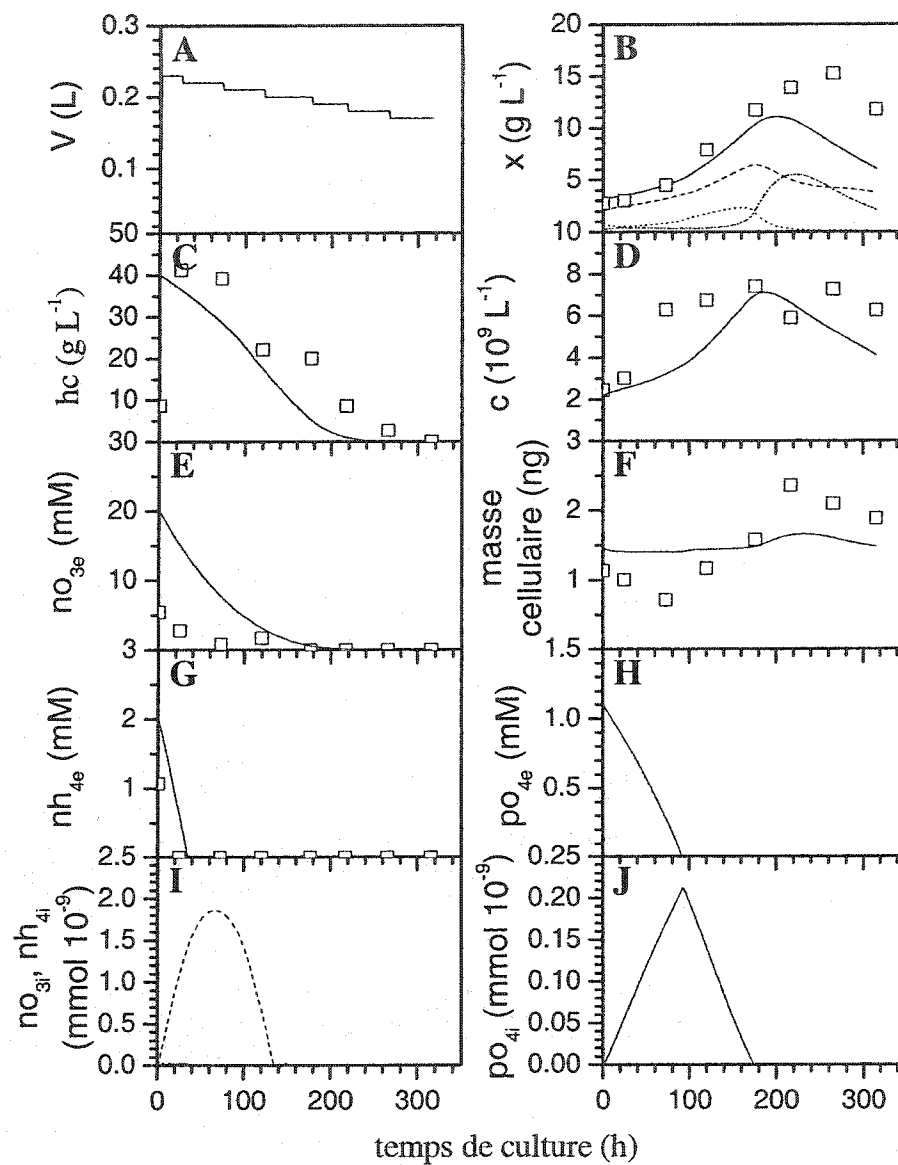 0.3
A
0.2
0.1
V (L)
20
B
15
10
5
x (g L⁻¹)
50
C
40
30
20
10
hc (g L⁻¹)
10
D
8
6
4
2
c (10⁹ L⁻¹)
30
E
20
10
no₃ₑ (mM)
3
F
2
1
masse
cellulaire (ng)
3
G
2
1
nh₄ₑ (mM)
1.5
H
1.0
0.5
po₄ₑ (mM)
2.5
I
2.0
1.5
1.0
0.5
0.0
no₃ᵢ, nh₄ᵢ
(mmol 10⁻⁹)
0.25
J
0.20
0.15
0.10
0.05
0.00
po₄ᵢ (mmol 10⁻⁹)
0 100 200 300
0 100 200 300
temps de culture (h)